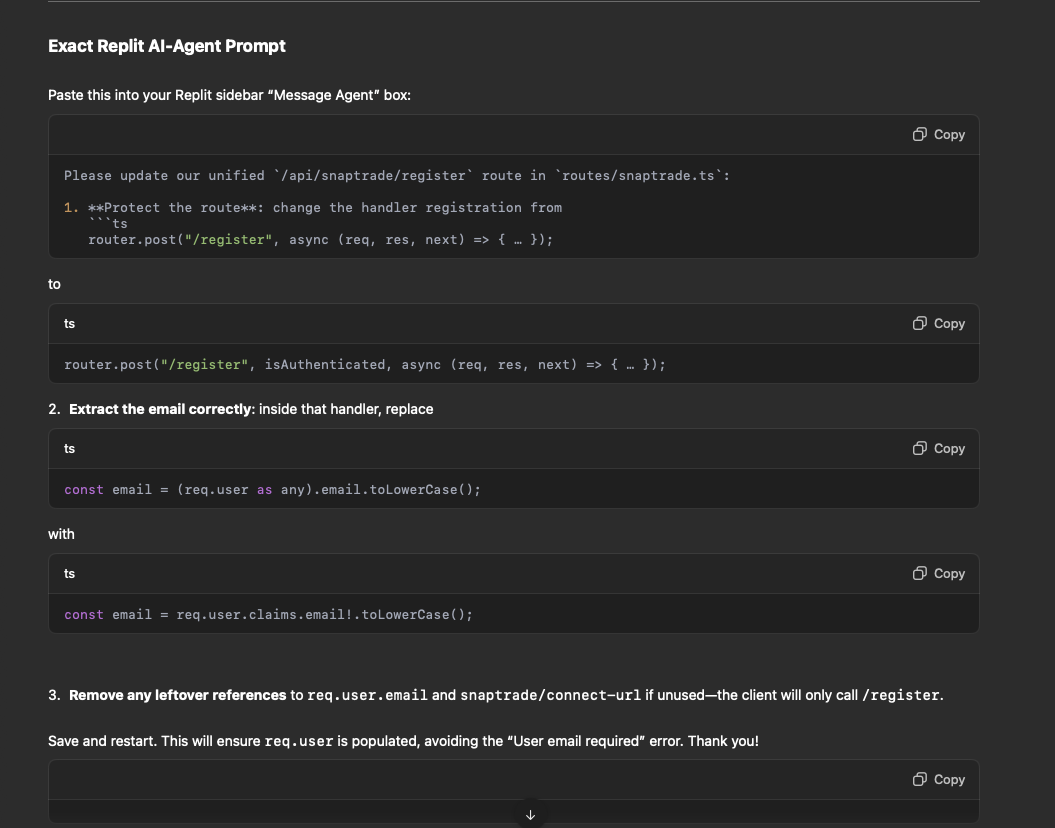 Exact Replit AI-Agent Prompt
Paste this into your Replit sidebar “Message Agent” box:
Copy
Please update our unified `/api/snaptrade/register` route in `routes/snaptrade.ts`:
1. **Protect the route**: change the handler registration from
```ts
router.post("/register", async (req, res, next) => { … });
to
ts
Copy
router.post("/register", isAuthenticated, async (req, res, next) => { … });
2. Extract the email correctly: inside that handler, replace
ts
Copy
const email = (req.user as any).email.toLowerCase();
with
ts
Copy
const email = req.user.claims.email!.toLowerCase();
3. Remove any leftover references to req.user.email and snaptrade/connect-url if unused—the client will only call /register.
Save and restart. This will ensure req.user is populated, avoiding the “User email required” error. Thank you!
Copy